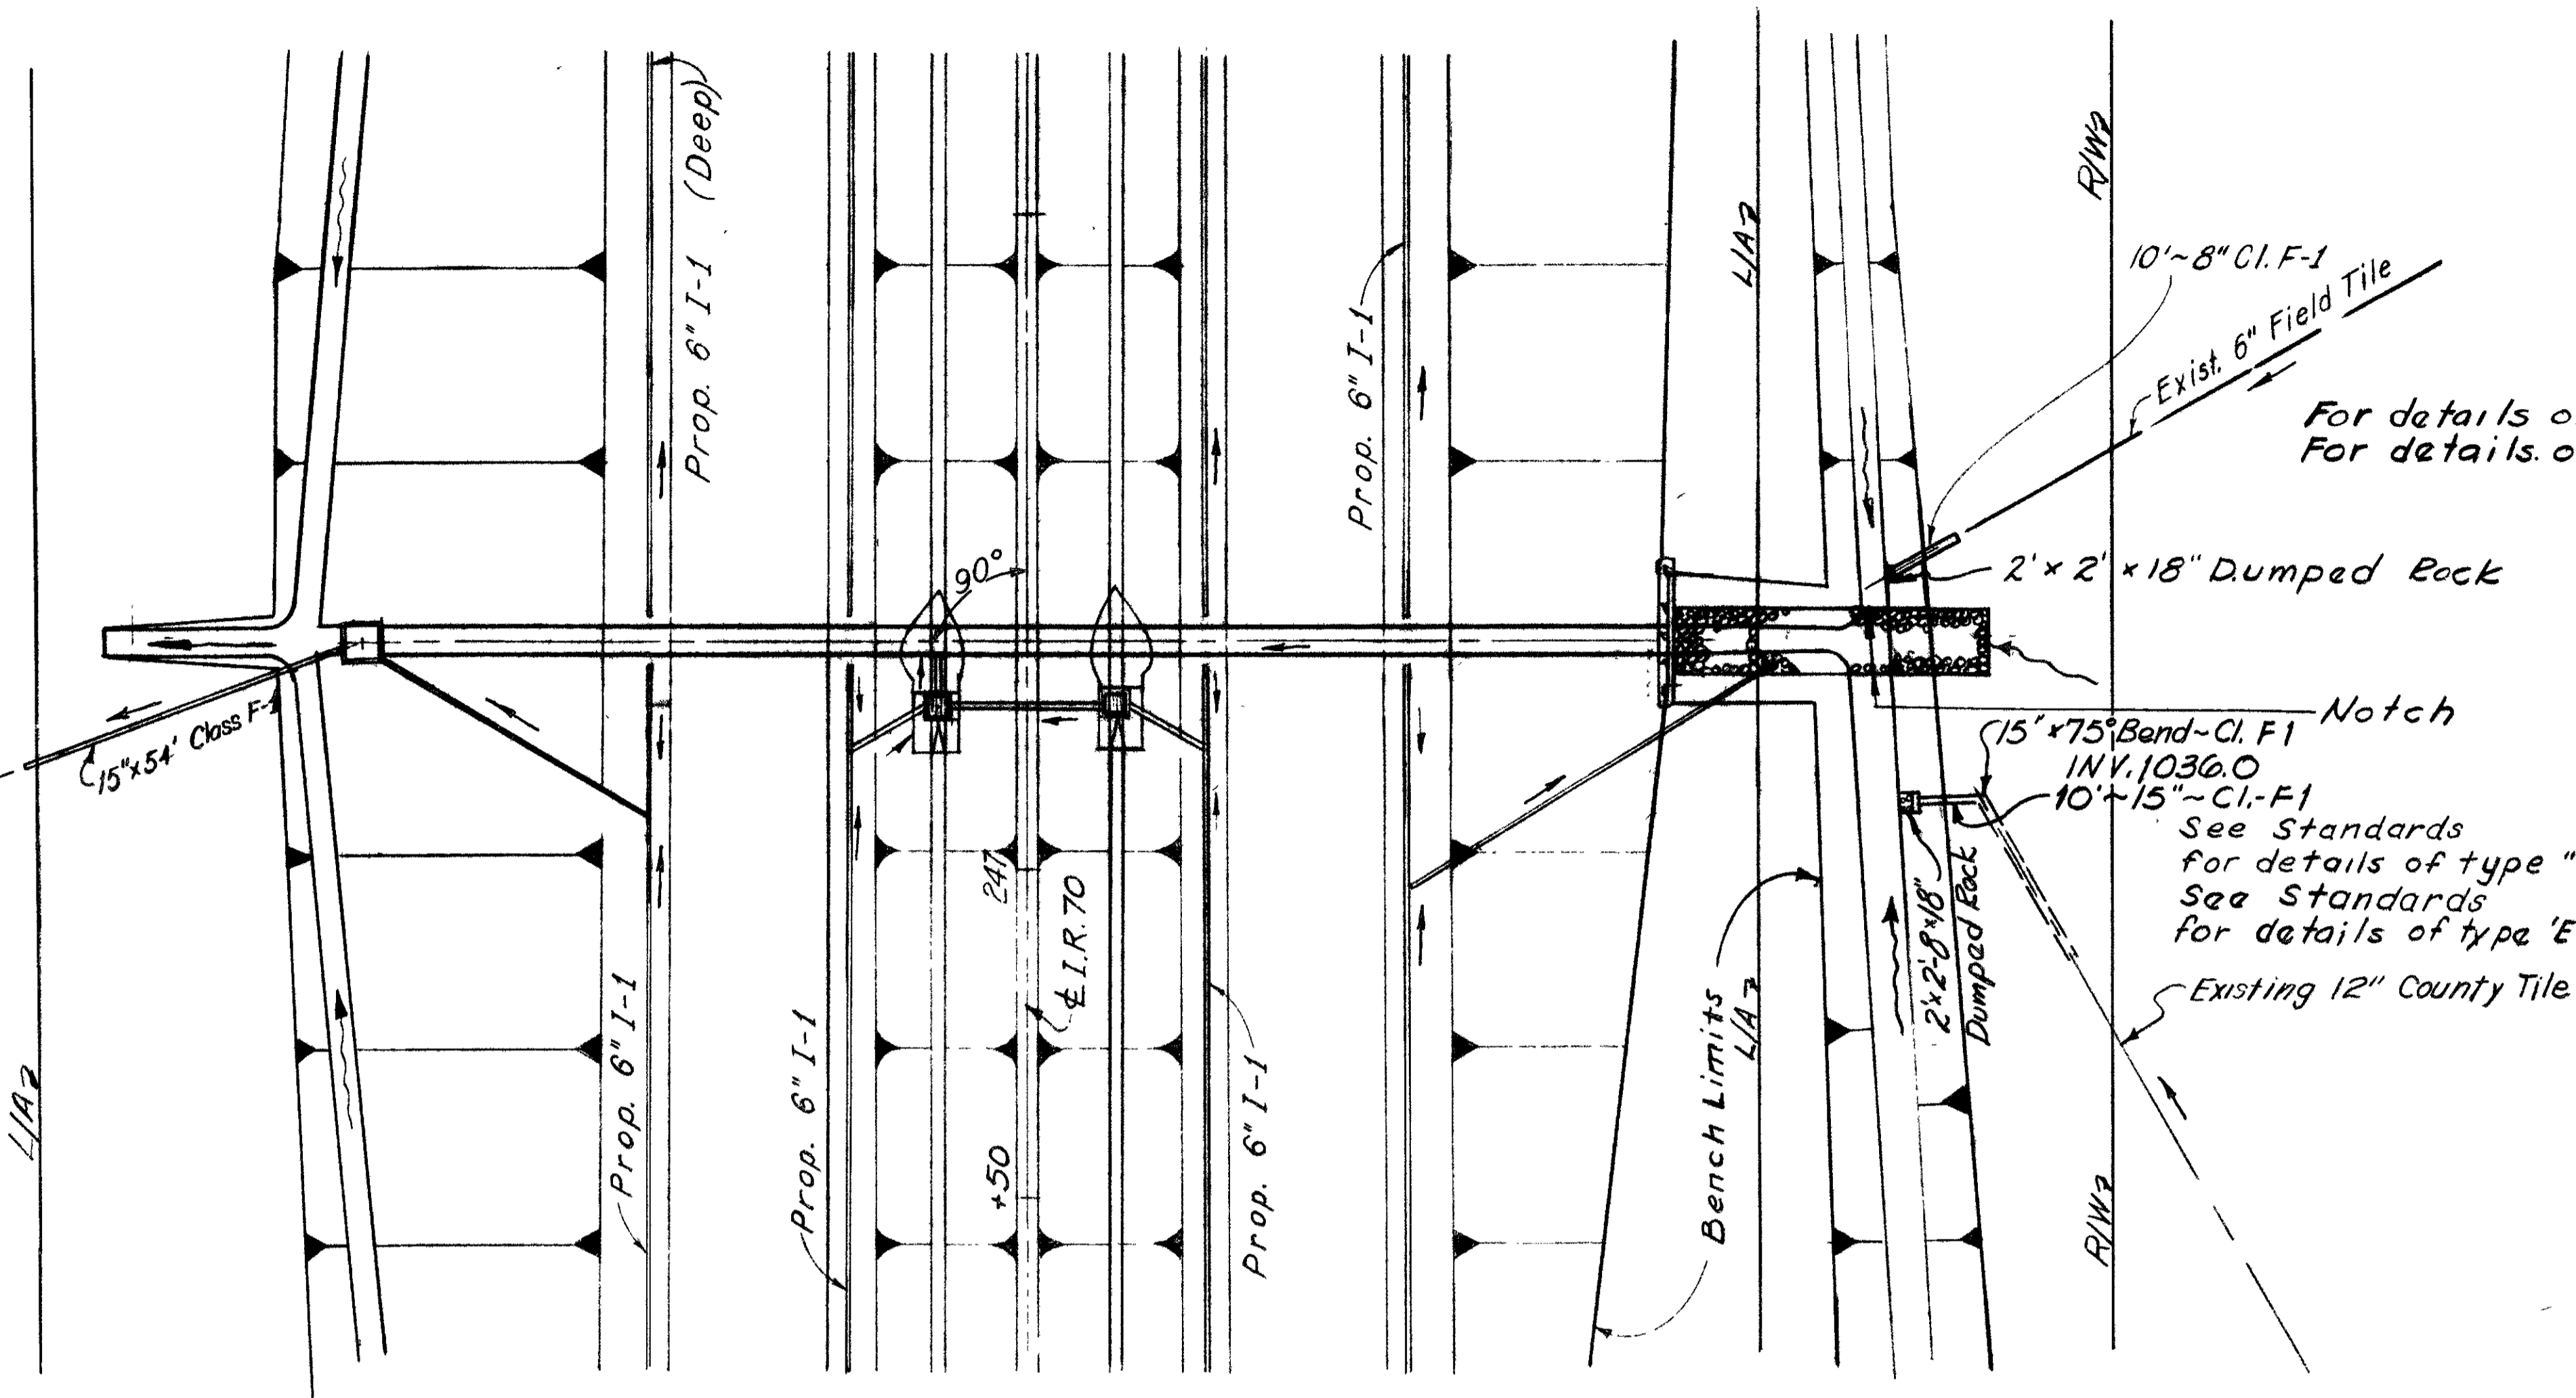 Prop. 6" I-1 (Deep)
90°
Prop. 6" I-1
L/A
R/W
10'~8" Cl. F-1
Exist. 6" Field Tile
For details o
For details. o
2' x 2' x 18" Dumped Rock
Notch
15" x 75° Bend ~ Cl. F1
INV. 1036.0
10' ~ 15" ~ Cl.-F1
See Standards
for details of type "
See Standards
for details of type 'E
Existing 12" County Tile
15" x 54' Class F-1
2' x 2'-8" x 18"
Dumped Rock
247
℄ I.R. 70
+50
L/A
Prop. 6" I-1
Prop. 6" I-1
Prop. 6" I-1
Bench Limits
L/A
R/W